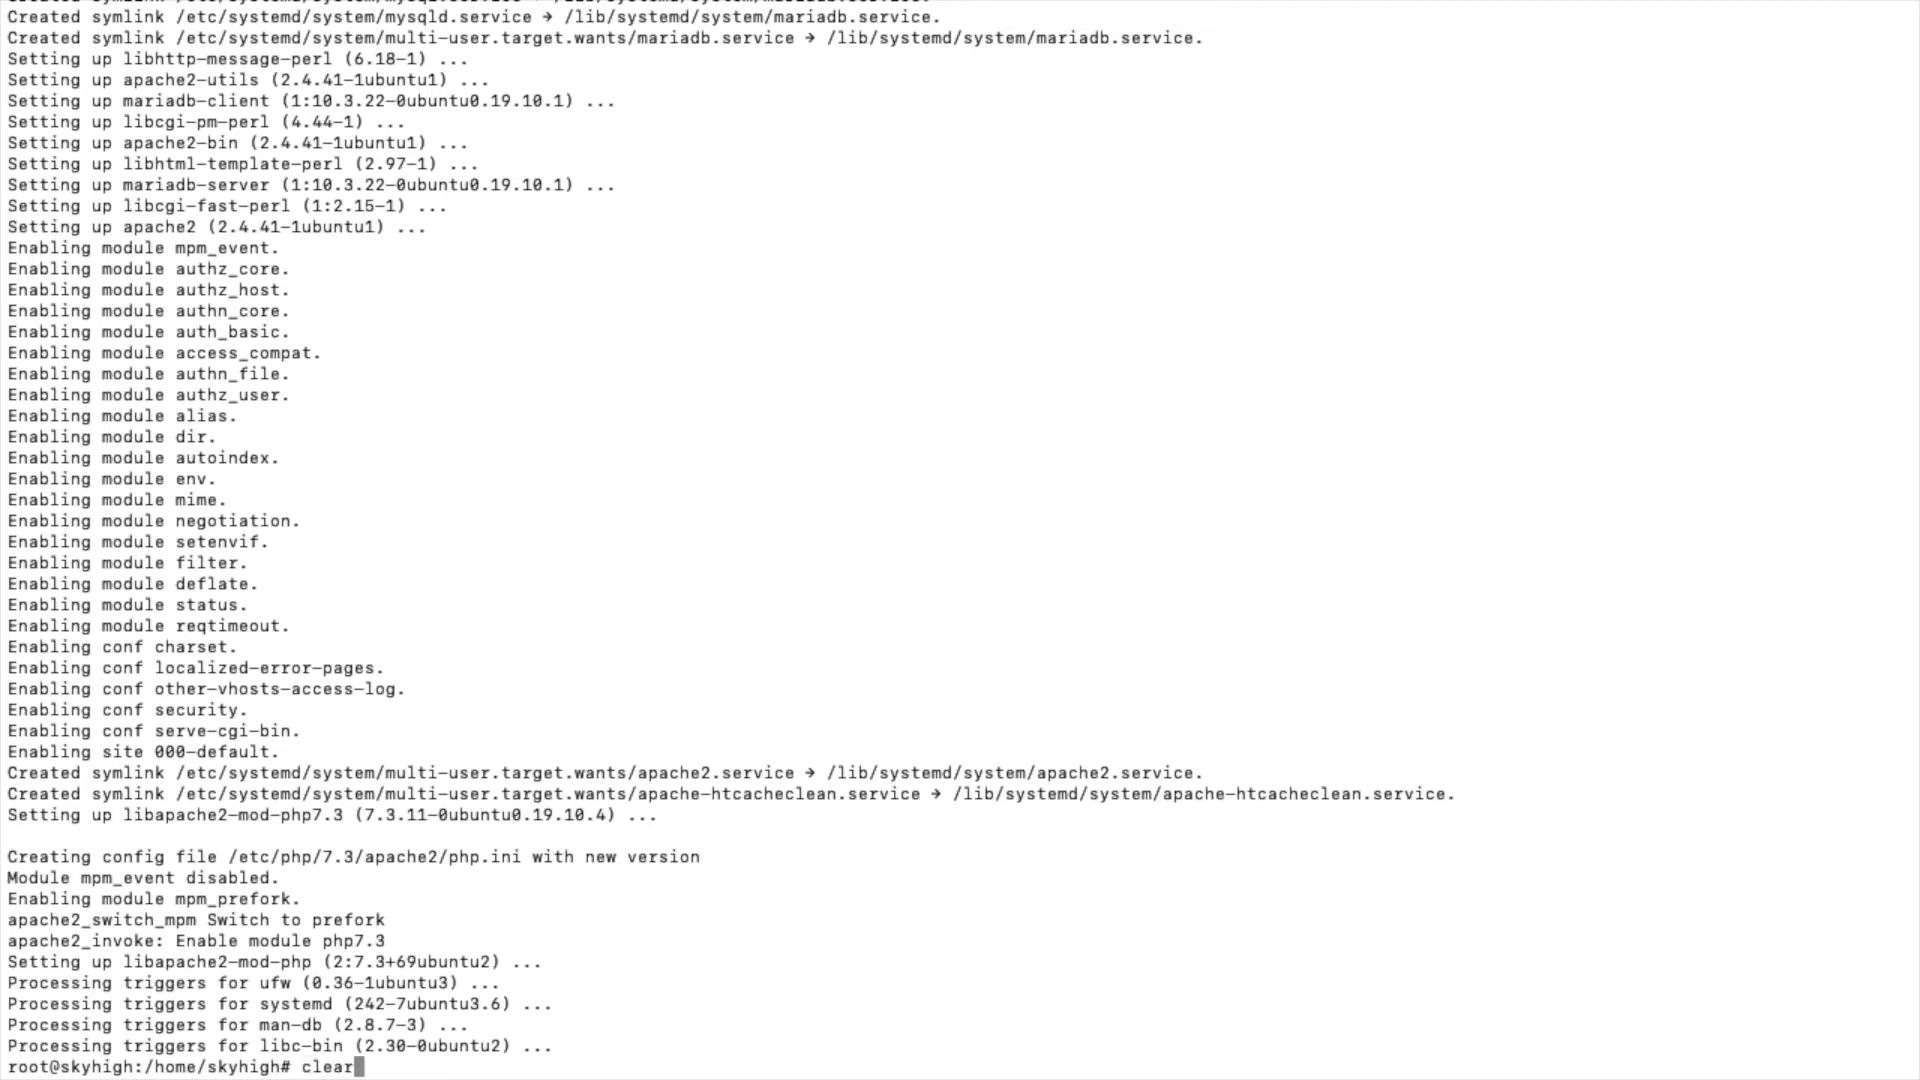 Created symlink /etc/systemd/system/mysqld.service → /lib/systemd/system/mariadb.service.
Created symlink /etc/systemd/system/multi-user.target.wants/mariadb.service → /lib/systemd/system/mariadb.service.
Setting up libhttp-message-perl (6.18-1) ...
Setting up apache2-utils (2.4.41-1ubuntu1) ...
Setting up mariadb-client (1:10.3.22-0ubuntu0.19.10.1) ...
Setting up libcgi-pm-perl (4.44-1) ...
Setting up apache2-bin (2.4.41-1ubuntu1) ...
Setting up libhtml-template-perl (2.97-1) ...
Setting up mariadb-server (1:10.3.22-0ubuntu0.19.10.1) ...
Setting up libcgi-fast-perl (1:2.15-1) ...
Setting up apache2 (2.4.41-1ubuntu1) ...
Enabling module mpm_event.
Enabling module authz_core.
Enabling module authz_host.
Enabling module authn_core.
Enabling module auth_basic.
Enabling module access_compat.
Enabling module authn_file.
Enabling module authz_user.
Enabling module alias.
Enabling module dir.
Enabling module autoindex.
Enabling module env.
Enabling module mime.
Enabling module negotiation.
Enabling module setenvif.
Enabling module filter.
Enabling module deflate.
Enabling module status.
Enabling module reqtimeout.
Enabling conf charset.
Enabling conf localized-error-pages.
Enabling conf other-vhosts-access-log.
Enabling conf security.
Enabling conf serve-cgi-bin.
Enabling site 000-default.
Created symlink /etc/systemd/system/multi-user.target.wants/apache2.service → /lib/systemd/system/apache2.service.
Created symlink /etc/systemd/system/multi-user.target.wants/apache-htcacheclean.service → /lib/systemd/system/apache-htcacheclean.service.
Setting up libapache2-mod-php7.3 (7.3.11-0ubuntu0.19.10.4) ...

Creating config file /etc/php/7.3/apache2/php.ini with new version
Module mpm_event disabled.
Enabling module mpm_prefork.
apache2_switch_mpm Switch to prefork
apache2_invoke: Enable module php7.3
Setting up libapache2-mod-php (2:7.3+69ubuntu2) ...
Processing triggers for ufw (0.36-1ubuntu3) ...
Processing triggers for systemd (242-7ubuntu3.6) ...
Processing triggers for man-db (2.8.7-3) ...
Processing triggers for libc-bin (2.30-0ubuntu2) ...
root@skyhigh:/home/skyhigh# clear